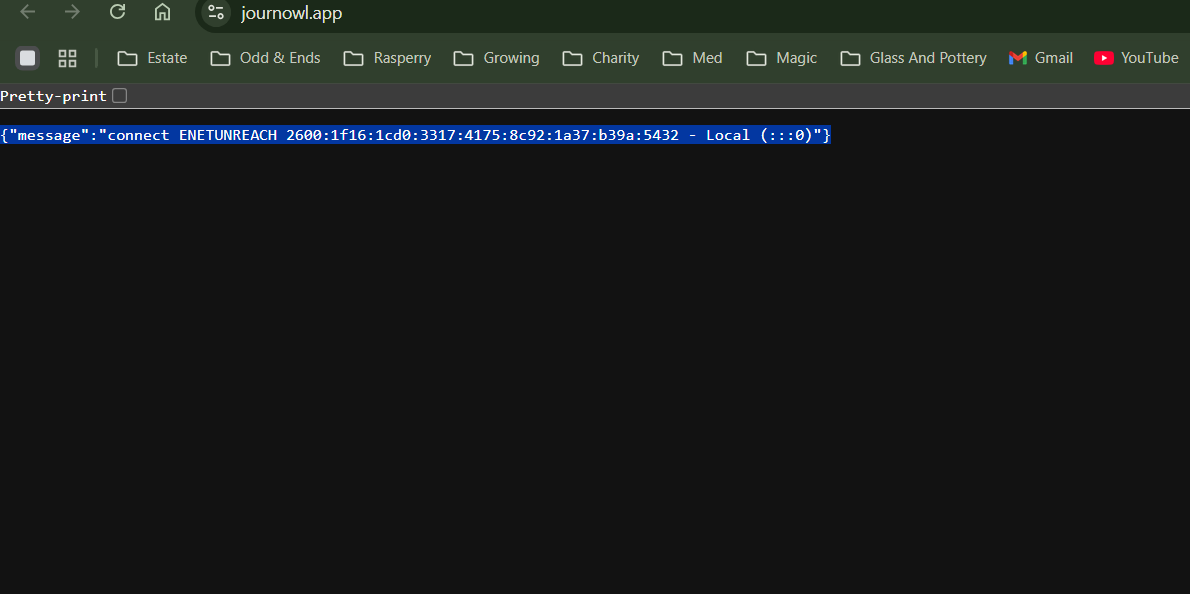 journowl.app
Estate Odd & Ends Rasperry Growing Charity Med Magic Glass And Pottery Gmail YouTube
Pretty-print
{"message":"connect ENETUNREACH 2600:1f16:1cd0:3317:4175:8c92:1a37:b39a:5432 - Local (:::0)"}